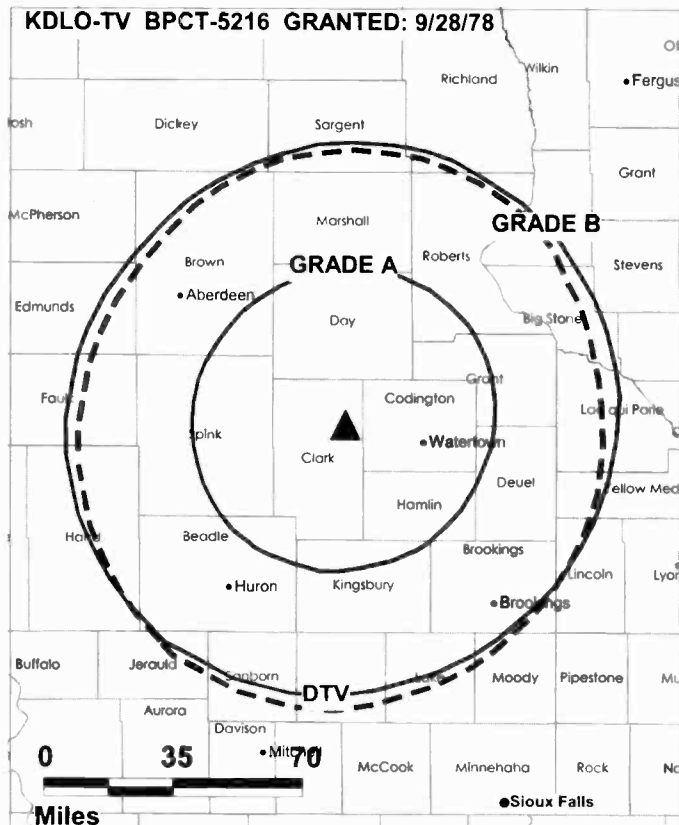 KDLO-TV BPCT-5216 GRANTED: 9/28/78
Wilkin
Richland
Fergus
Dickey
Sargent
Grant
McPherson
Marshall
GRADE B
Brown
Roberts
GRADE A
Stevens
Edmunds
Aberdeen
Day
Big Stone
Grant
Codington
Lac qui Parle
Spink
Watertown
Clark
Deuel
Hamlin
Beadle
Hand
Brookings
Huron
Kingsbury
Lincoln
Brookings
Buffalo
Jerauld
Sanborn
DTV
Lake
Moody
Pipestone
Aurora
Davison
Mitchell
0 35 70
McCook
Minnehaha
Rock
Sioux Falls
Miles